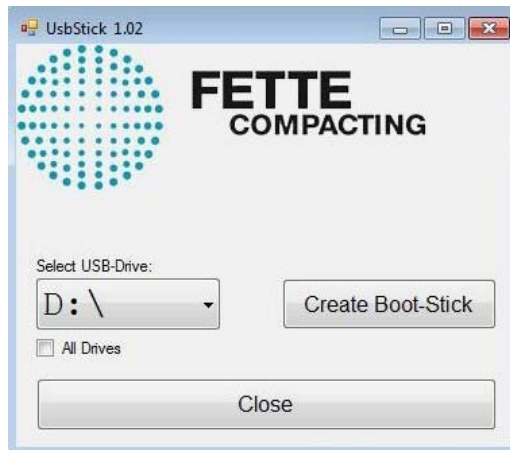 UsbStick 1.02
FETTE
COMPACTING
Select USB-Drive:
D:\
Create Boot-Stick
All Drives
Close